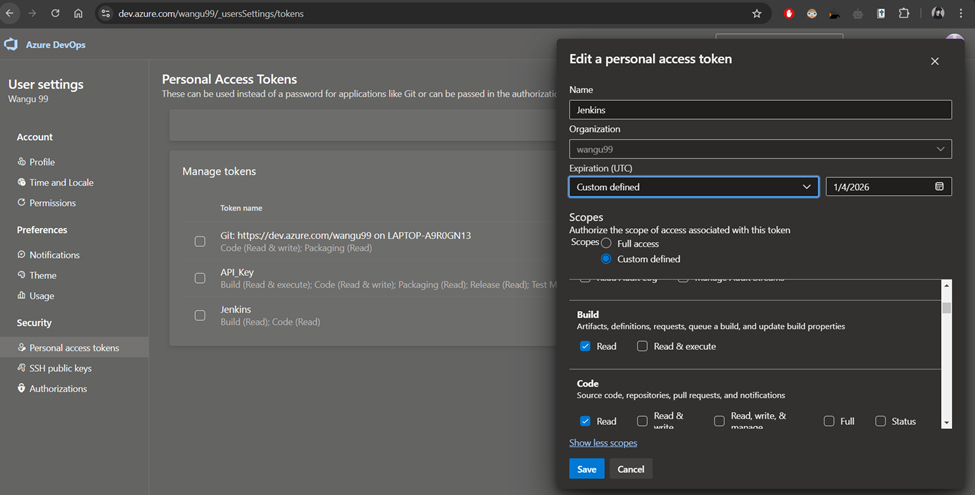 dev.azure.com/wangu99/_usersSettings/tokens
Azure DevOps
User settings
Wangu 99
Account
Profile
Time and Locale
Permissions
Preferences
Notifications
Theme
Usage
Security
Personal access tokens
SSH public keys
Authorizations
Personal Access Tokens
These can be used instead of a password for applications like Git or can be passed in the authorizatio
Manage tokens
Token name
Git: https://dev.azure.com/wangu99 on LAPTOP-A9R0GN13
Code (Read & write); Packaging (Read)
API_Key
Build (Read & execute); Code (Read & write); Packaging (Read); Release (Read); Test M
Jenkins
Build (Read); Code (Read)
Edit a personal access token
Name
Jenkins
Organization
wangu99
Expiration (UTC)
Custom defined 1/4/2026
Scopes
Authorize the scope of access associated with this token
Scopes Full access
Custom defined
Read Audit Log Manage Audit Streams
Build
Artifacts, definitions, requests, queue a build, and update build properties
Read Read & execute
Code
Source code, repositories, pull requests, and notifications
Read Read & write Read, write, & manage Full Status
Show less scopes
Save Cancel